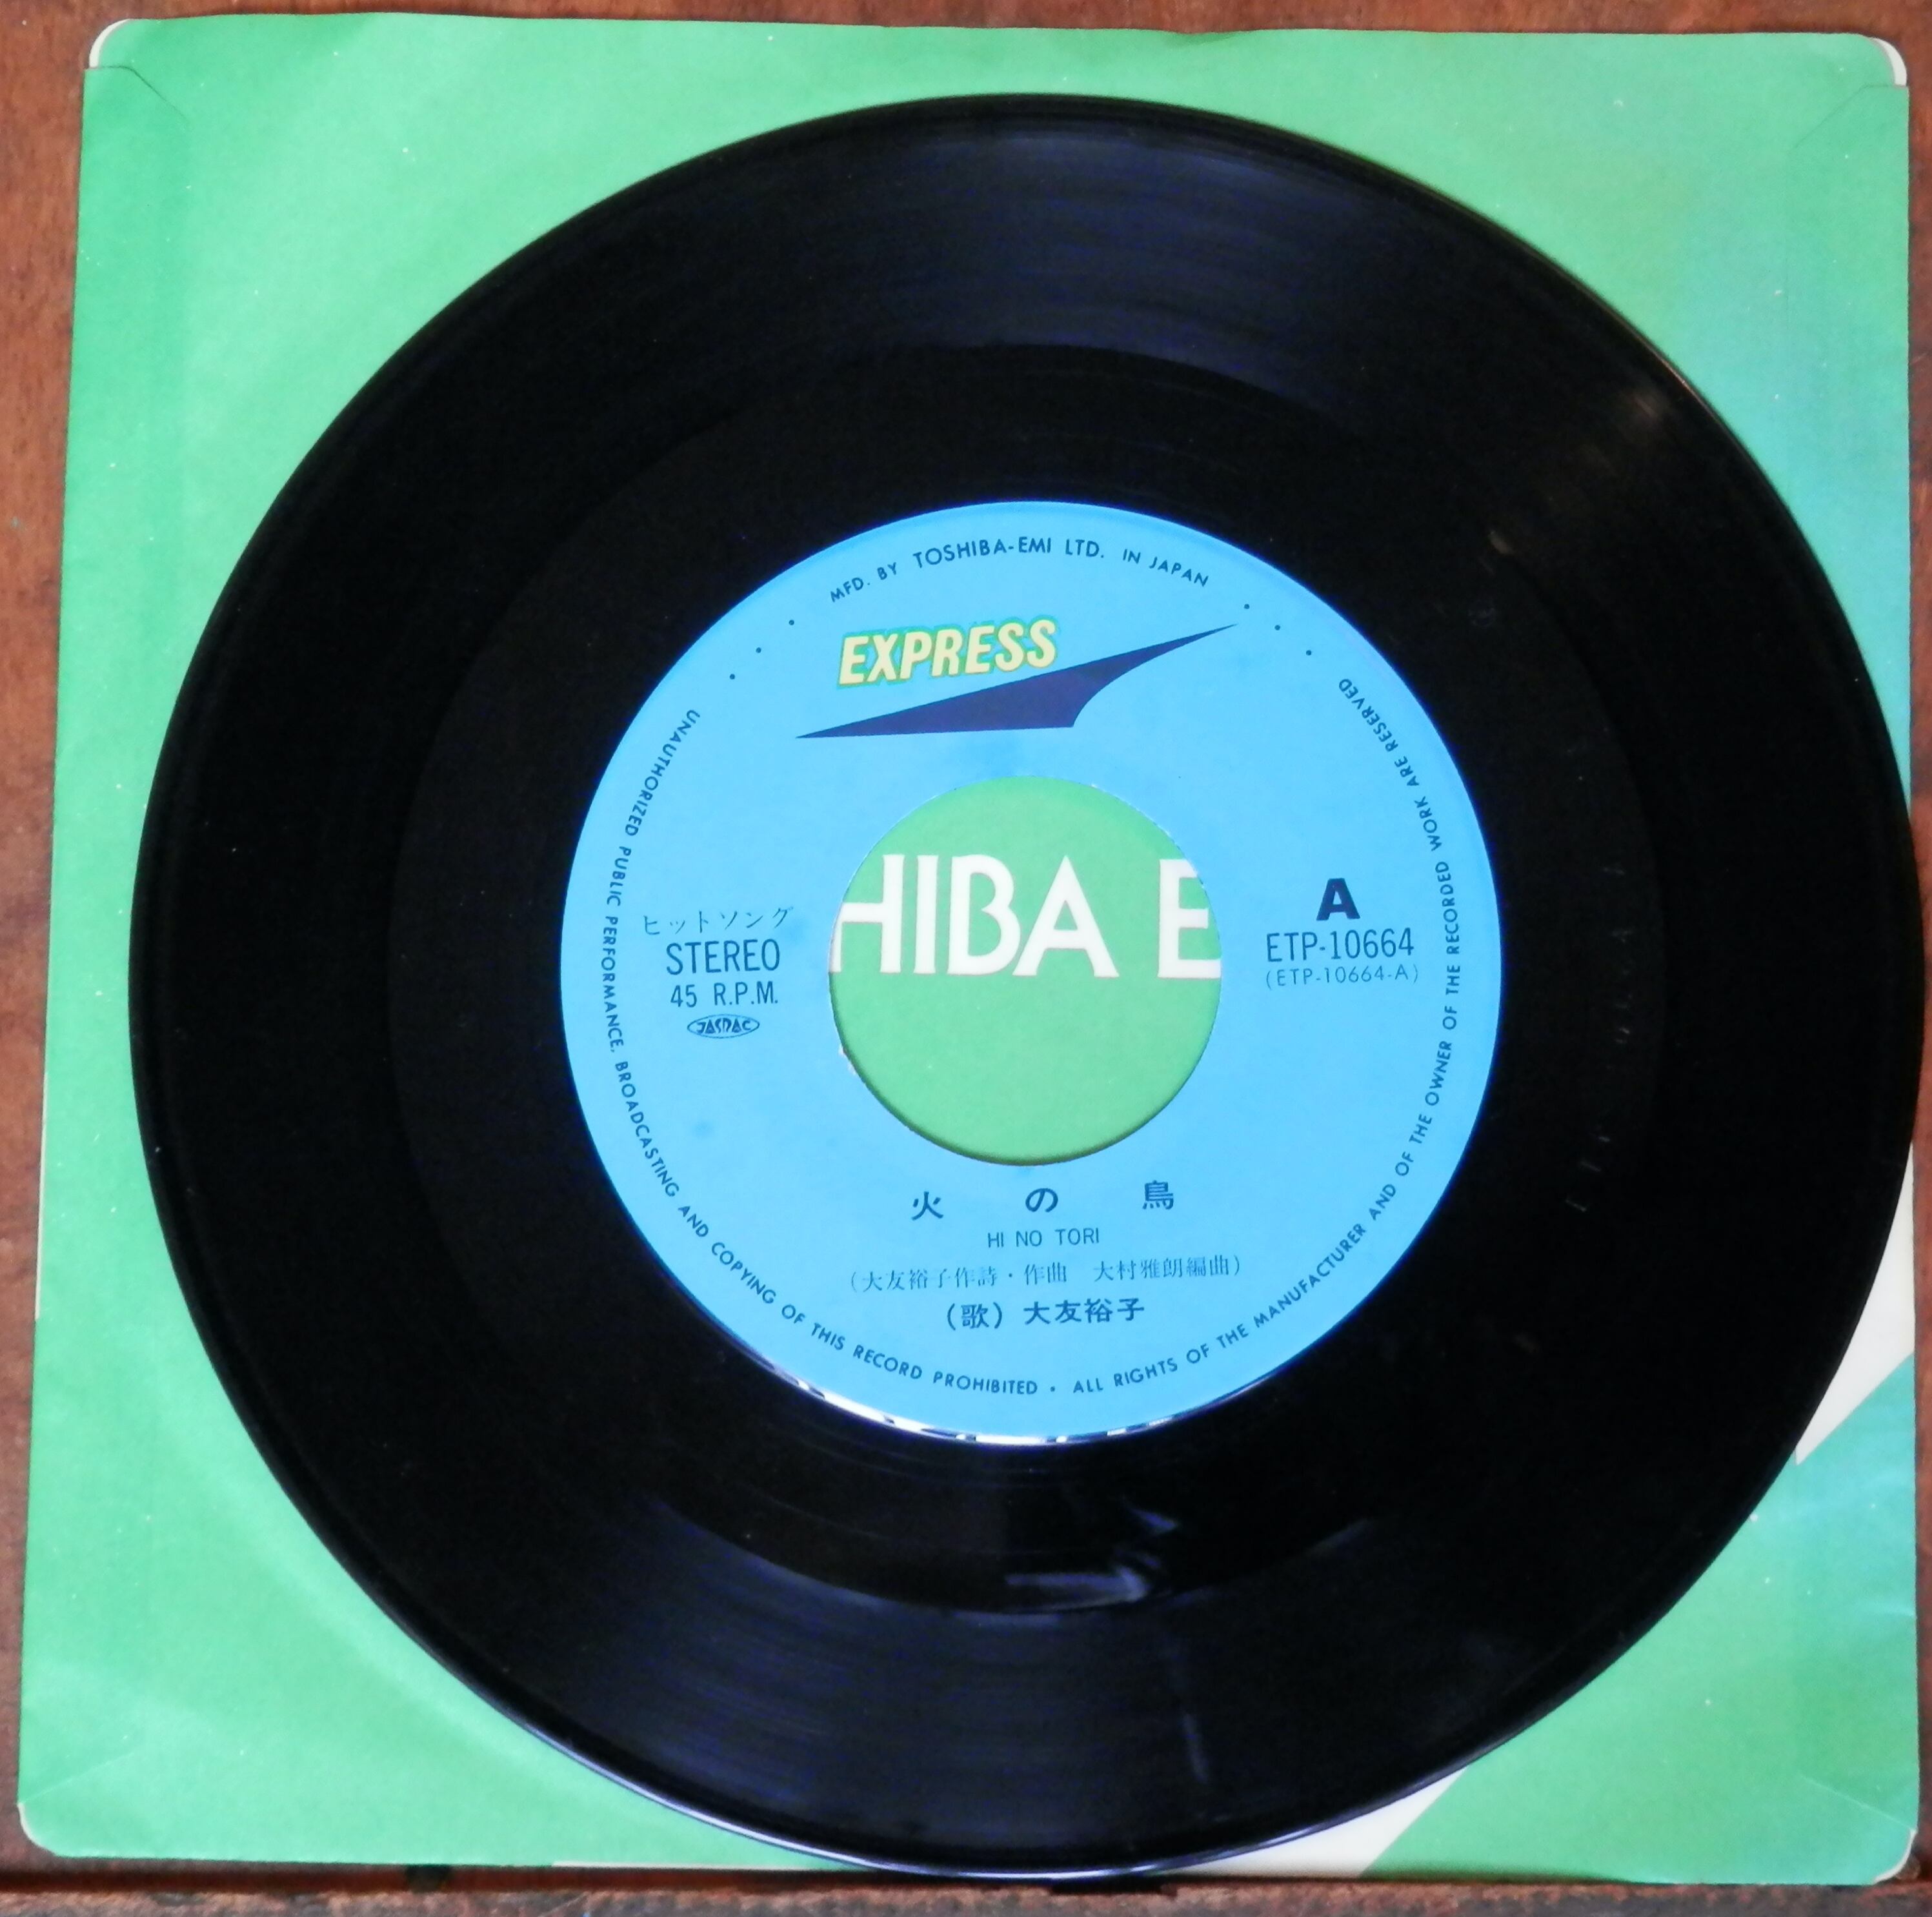 MFD. BY TOSHIBA-EMI LTD. IN JAPAN
EXPRESS
ヒットソング
STEREO
45 R.P.M.
JASRAC
HIBA E
A
ETP-10664
(ETP-10664-A)
火の鳥
HI NO TORI
(大友裕子作詩・作曲 大村雅朗編曲)
(歌) 大友裕子
UNAUTHORIZED PUBLIC PERFORMANCE, BROADCASTING AND COPYING OF THIS RECORD PROHIBITED • ALL RIGHTS OF THE MANUFACTURER AND OF THE OWNER OF THE RECORDED WORK ARE RESERVED